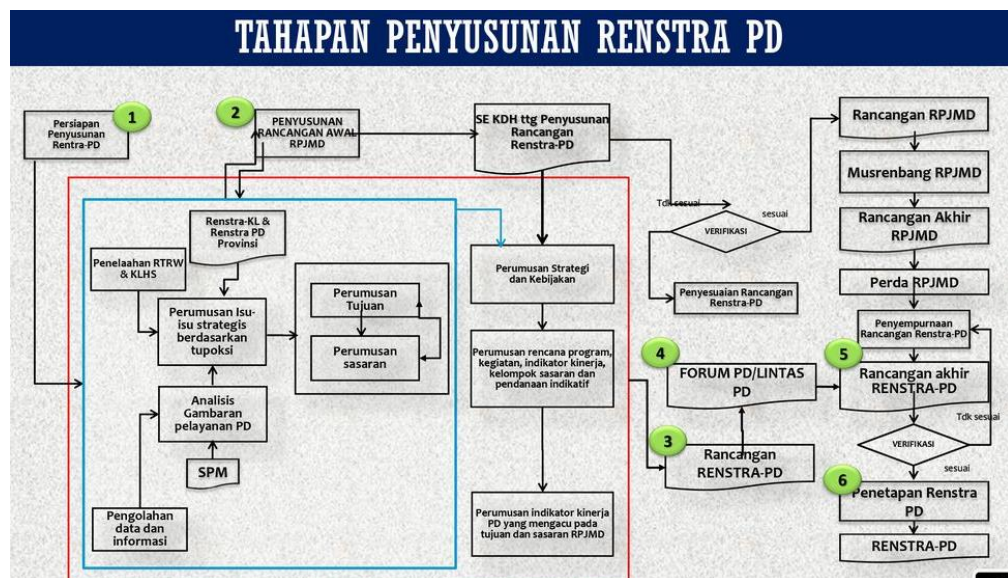 TAHAPAN PENYUSUNAN RENSTRA PD
1
Persiapan
Penyusunan
Rentra-PD
2
PENYUSUNAN
RANCANGAN AWAL
RPJMD
SE KDH ttg Penyusunan
Rancangan
Renstra-PD
Rancangan RPJMD
Musrenbang RPJMD
Rancangan Akhir
RPJMD
Perda RPJMD
Tdk sesuai
sesuai
VERIFIKASI
Penyesuaian Rancangan
Renstra-PD
Renstra-KL &
Renstra PD
Provinsi
Penelaahan RTRW
& KLHS
Perumusan Isu-
isu strategis
berdasarkan
tupoksi
Perumusan
Tujuan
Perumusan
sasaran
Analisis
Gambaran
pelayanan PD
SPM
Pengolahan
data dan
informasi
Perumusan Strategi
dan Kebijakan
Perumusan rencana program,
kegiatan, indikator kinerja,
kelompok sasaran dan
pendanaan indikatif
Perumusan indikator kinerja
PD yang mengacu pada
tujuan dan sasaran RPJMD
3
Rancangan
RENSTRA-PD
4
FORUM PD/LINTAS
PD
Penyempurnaan
Rancangan Renstra-PD
5
Rancangan akhir
RENSTRA-PD
Tdk sesuai
VERIFIKASI
sesuai
6
Penetapan Renstra
PD
RENSTRA-PD